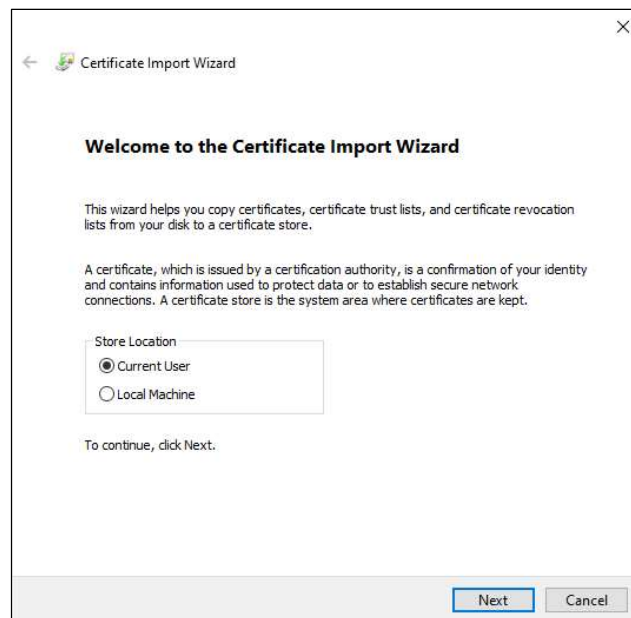 Certificate Import Wizard
Welcome to the Certificate Import Wizard
This wizard helps you copy certificates, certificate trust lists, and certificate revocation
lists from your disk to a certificate store.
A certificate, which is issued by a certification authority, is a confirmation of your identity
and contains information used to protect data or to establish secure network
connections. A certificate store is the system area where certificates are kept.
Store Location
Current User
Local Machine
To continue, click Next.
Next
Cancel